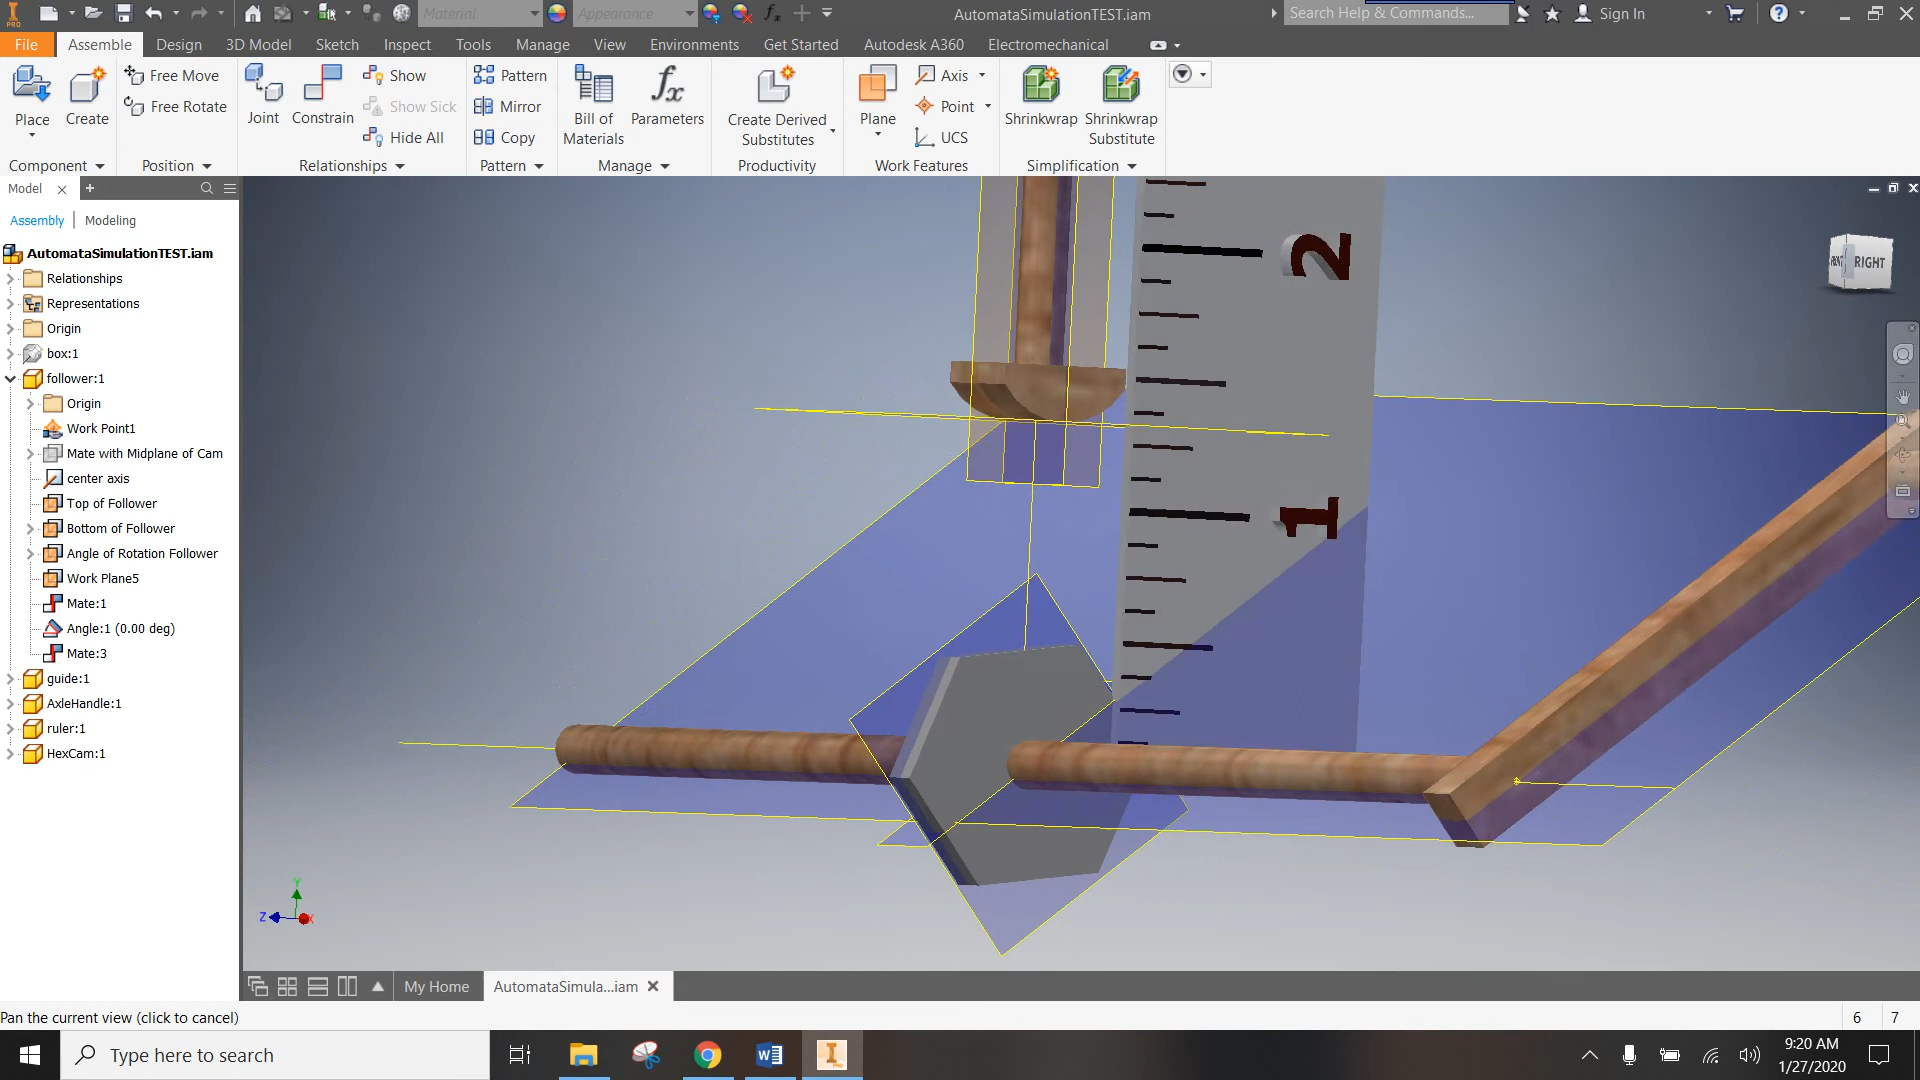 PRO
Material
Appearance
AutomataSimulationTEST.iam
Search Help & Commands...
Sign In
File
Assemble
Design
3D Model
Sketch
Inspect
Tools
Manage
View
Environments
Get Started
Autodesk A360
Electromechanical
Place
Create
Free Move
Free Rotate
Joint
Constrain
Show
Show Sick
Hide All
Pattern
Mirror
Copy
Bill of
Materials
Parameters
Create Derived
Substitutes
Plane
Axis
Point
UCS
Shrinkwrap
Shrinkwrap
Substitute
Component
Position
Relationships
Pattern
Manage
Productivity
Work Features
Simplification
Model
Assembly
Modeling
AutomataSimulationTEST.iam
Relationships
Representations
Origin
box:1
follower:1
Origin
Work Point1
Mate with Midplane of Cam
center axis
Top of Follower
Bottom of Follower
Angle of Rotation Follower
Work Plane5
Mate:1
Angle:1 (0.00 deg)
Mate:3
guide:1
AxleHandle:1
ruler:1
HexCam:1
2
1
RIGHT
Y
Z
X
My Home
AutomataSimula...iam
Pan the current view (click to cancel)
6
7
Type here to search
9:20 AM
1/27/2020